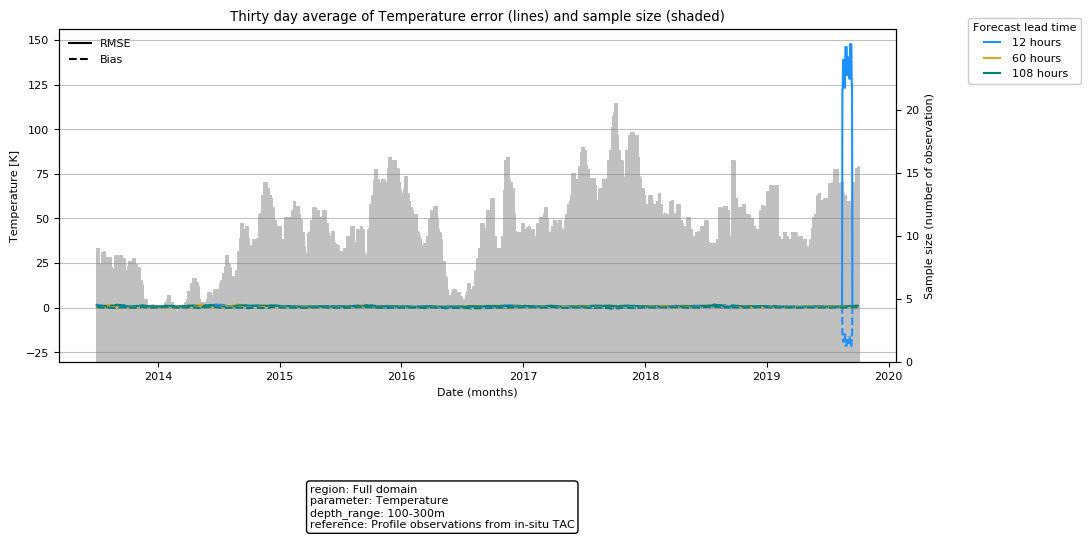 Thirty day average of Temperature error (lines) and sample size (shaded)
Forecast lead time
12 hours
60 hours
108 hours
RMSE
Bias
150
125
100
75
50
25
0
−25
Temperature [K]
20
15
10
5
0
Sample size (number of observation)
2014
2015
2016
2017
2018
2019
2020
Date (months)
region: Full domain
parameter: Temperature
depth_range: 100-300m
reference: Profile observations from in-situ TAC